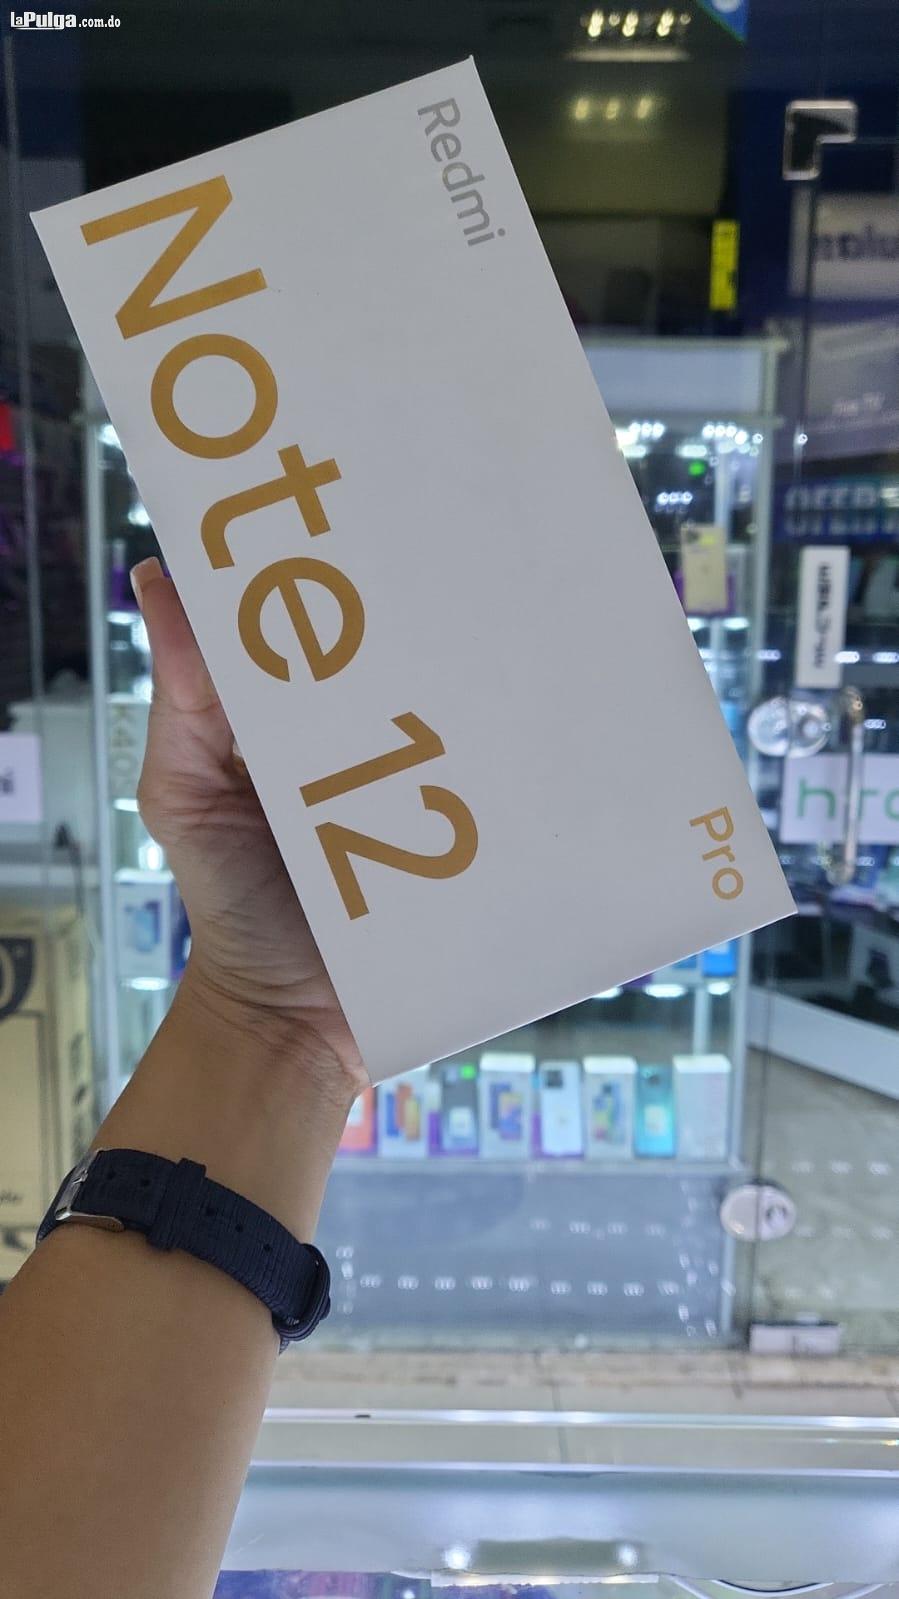 laPulga.com.do
Redmi
Note 12
Pro